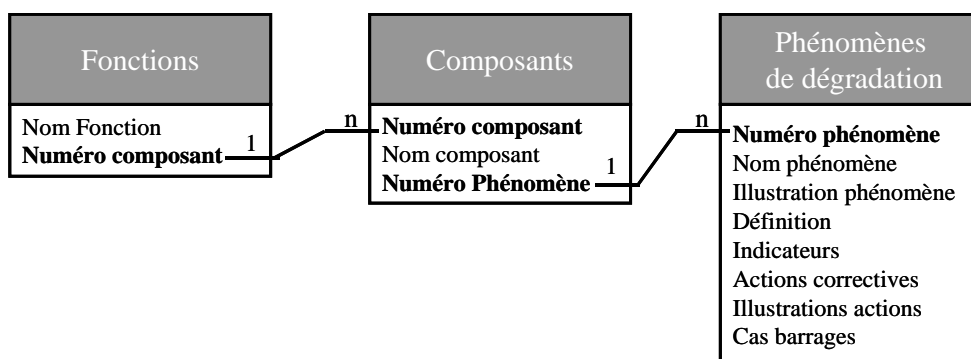 Fonctions
Nom Fonction
Numéro composant
1
n
Composants
Numéro composant
Nom composant
Numéro Phénomène
1
n
Phénomènes
de dégradation
Numéro phénomène
Nom phénomène
Illustration phénomène
Définition
Indicateurs
Actions correctives
Illustrations actions
Cas barrages